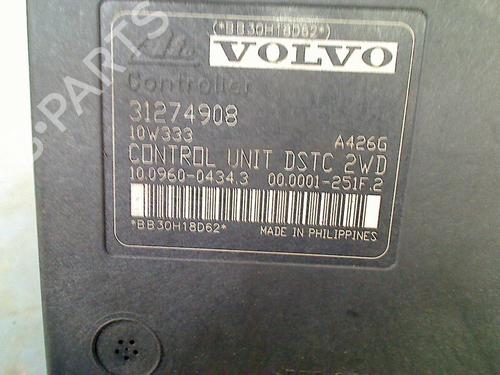 (*BB30H18D62*)
Ate VOLVO
Controller
31274908
10W333 A426G
CONTROL UNIT DSTC 2WD
10.0960-0434.3 00.0001-251F.2
*BB30H18D62*
MADE IN PHILIPPINES